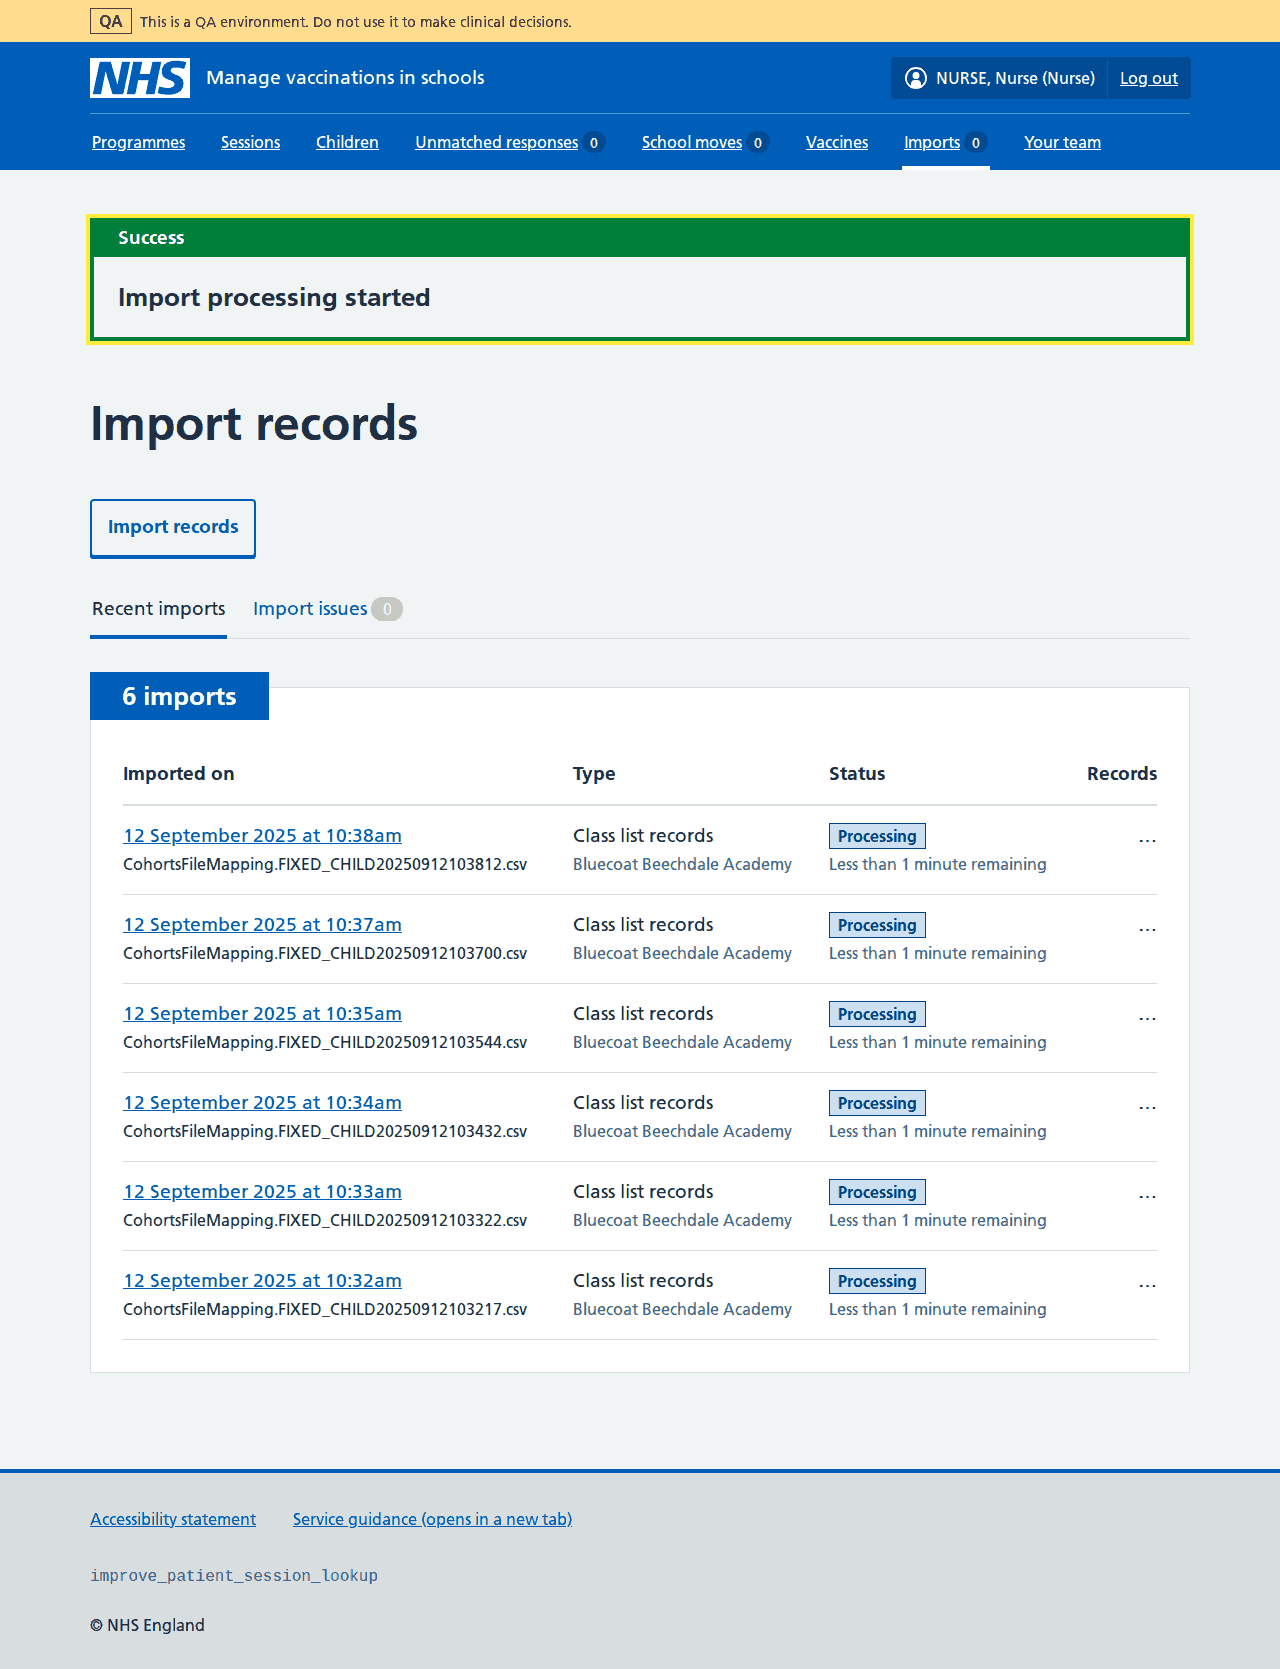 QA This is a QA environment. Do not use it to make clinical decisions.
NHS Manage vaccinations in schools NURSE, Nurse (Nurse) Log out
Programmes Sessions Children Unmatched responses 0 School moves 0 Vaccines Imports 0 Your team
Success
Import processing started
Import records
Import records
Recent imports Import issues 0
6 imports
Imported on Type Status Records
12 September 2025 at 10:38am Class list records Processing ...
CohortsFileMapping.FIXED_CHILD20250912103812.csv Bluecoat Beechdale Academy Less than 1 minute remaining
12 September 2025 at 10:37am Class list records Processing ...
CohortsFileMapping.FIXED_CHILD20250912103700.csv Bluecoat Beechdale Academy Less than 1 minute remaining
12 September 2025 at 10:35am Class list records Processing ...
CohortsFileMapping.FIXED_CHILD20250912103544.csv Bluecoat Beechdale Academy Less than 1 minute remaining
12 September 2025 at 10:34am Class list records Processing ...
CohortsFileMapping.FIXED_CHILD20250912103432.csv Bluecoat Beechdale Academy Less than 1 minute remaining
12 September 2025 at 10:33am Class list records Processing ...
CohortsFileMapping.FIXED_CHILD20250912103322.csv Bluecoat Beechdale Academy Less than 1 minute remaining
12 September 2025 at 10:32am Class list records Processing ...
CohortsFileMapping.FIXED_CHILD20250912103217.csv Bluecoat Beechdale Academy Less than 1 minute remaining
Accessibility statement Service guidance (opens in a new tab)
improve_patient_session_lookup
© NHS England